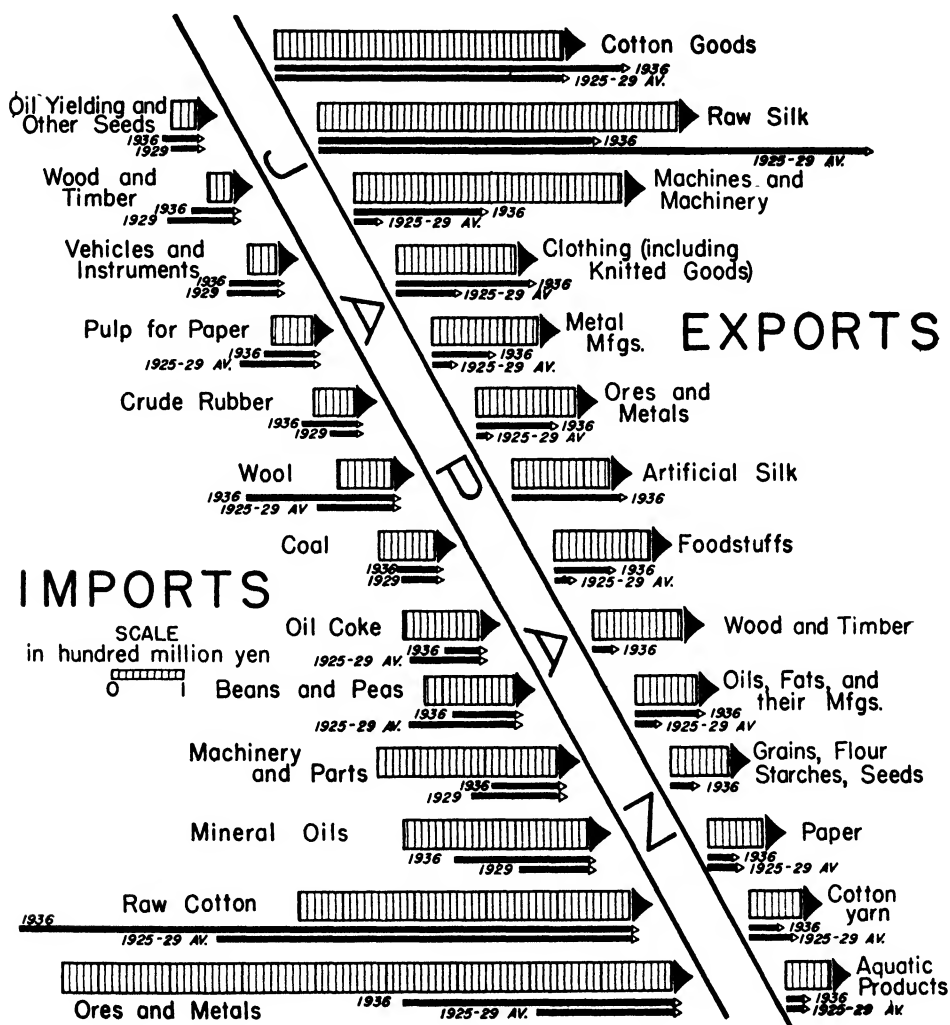 Cotton Goods
1936
1925-29 AV.
Oil Yielding and
Other Seeds
1936
1929
Raw Silk
1936
1925-29 AV.
Wood and
Timber
1936
1929
Machines and
Machinery
1936
1925-29 AV.
Vehicles and
Instruments
1936
1929
Clothing (including
Knitted Goods)
1936
1925-29 AV
Pulp for Paper
1936
1925-29 AV.
Metal
Mfgs.
1936
1925-29 AV.
EXPORTS
Crude Rubber
1936
1929
Ores and
Metals
1936
1925-29 AV
Wool
1936
1925-29 AV
Artificial Silk
1936
Coal
1936
1929
Foodstuffs
1936
1925-29 AV.
JAPAN
IMPORTS
SCALE
in hundred million yen
0 1
Oil Coke
1936
1925-29 AV.
Wood and Timber
1936
Beans and Peas
1936
1925-29 AV.
Oils, Fats, and
their Mfgs.
1936
1925-29 AV
Machinery
and Parts
1936
1929
Grains, Flour
Starches, Seeds
1936
Mineral Oils
1936
1929
Paper
1936
1925-29 AV.
Raw Cotton
1936
1925-29 AV.
Cotton
yarn
1936
1925-29 AV.
Ores and Metals
1936
1925-29 AV.
Aquatic
Products
1936
1925-29 AV.